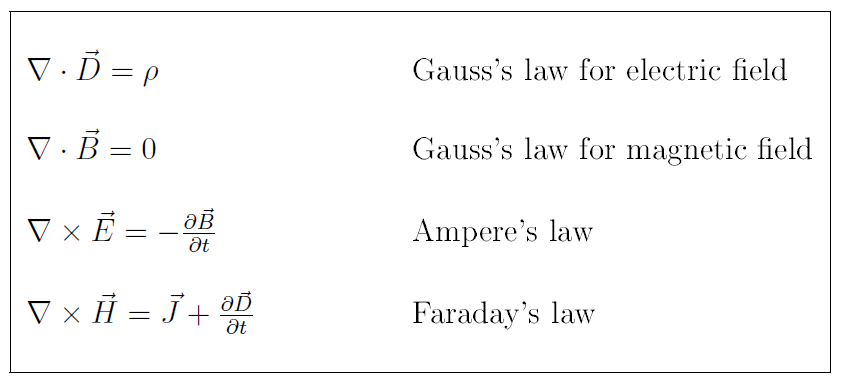 ∇ · D⃗ = ρ Gauss's law for electric field
∇ · B⃗ = 0 Gauss's law for magnetic field
∇ × E⃗ = −∂B⃗/∂t Ampere's law
∇ × H⃗ = J⃗ + ∂D⃗/∂t Faraday's law